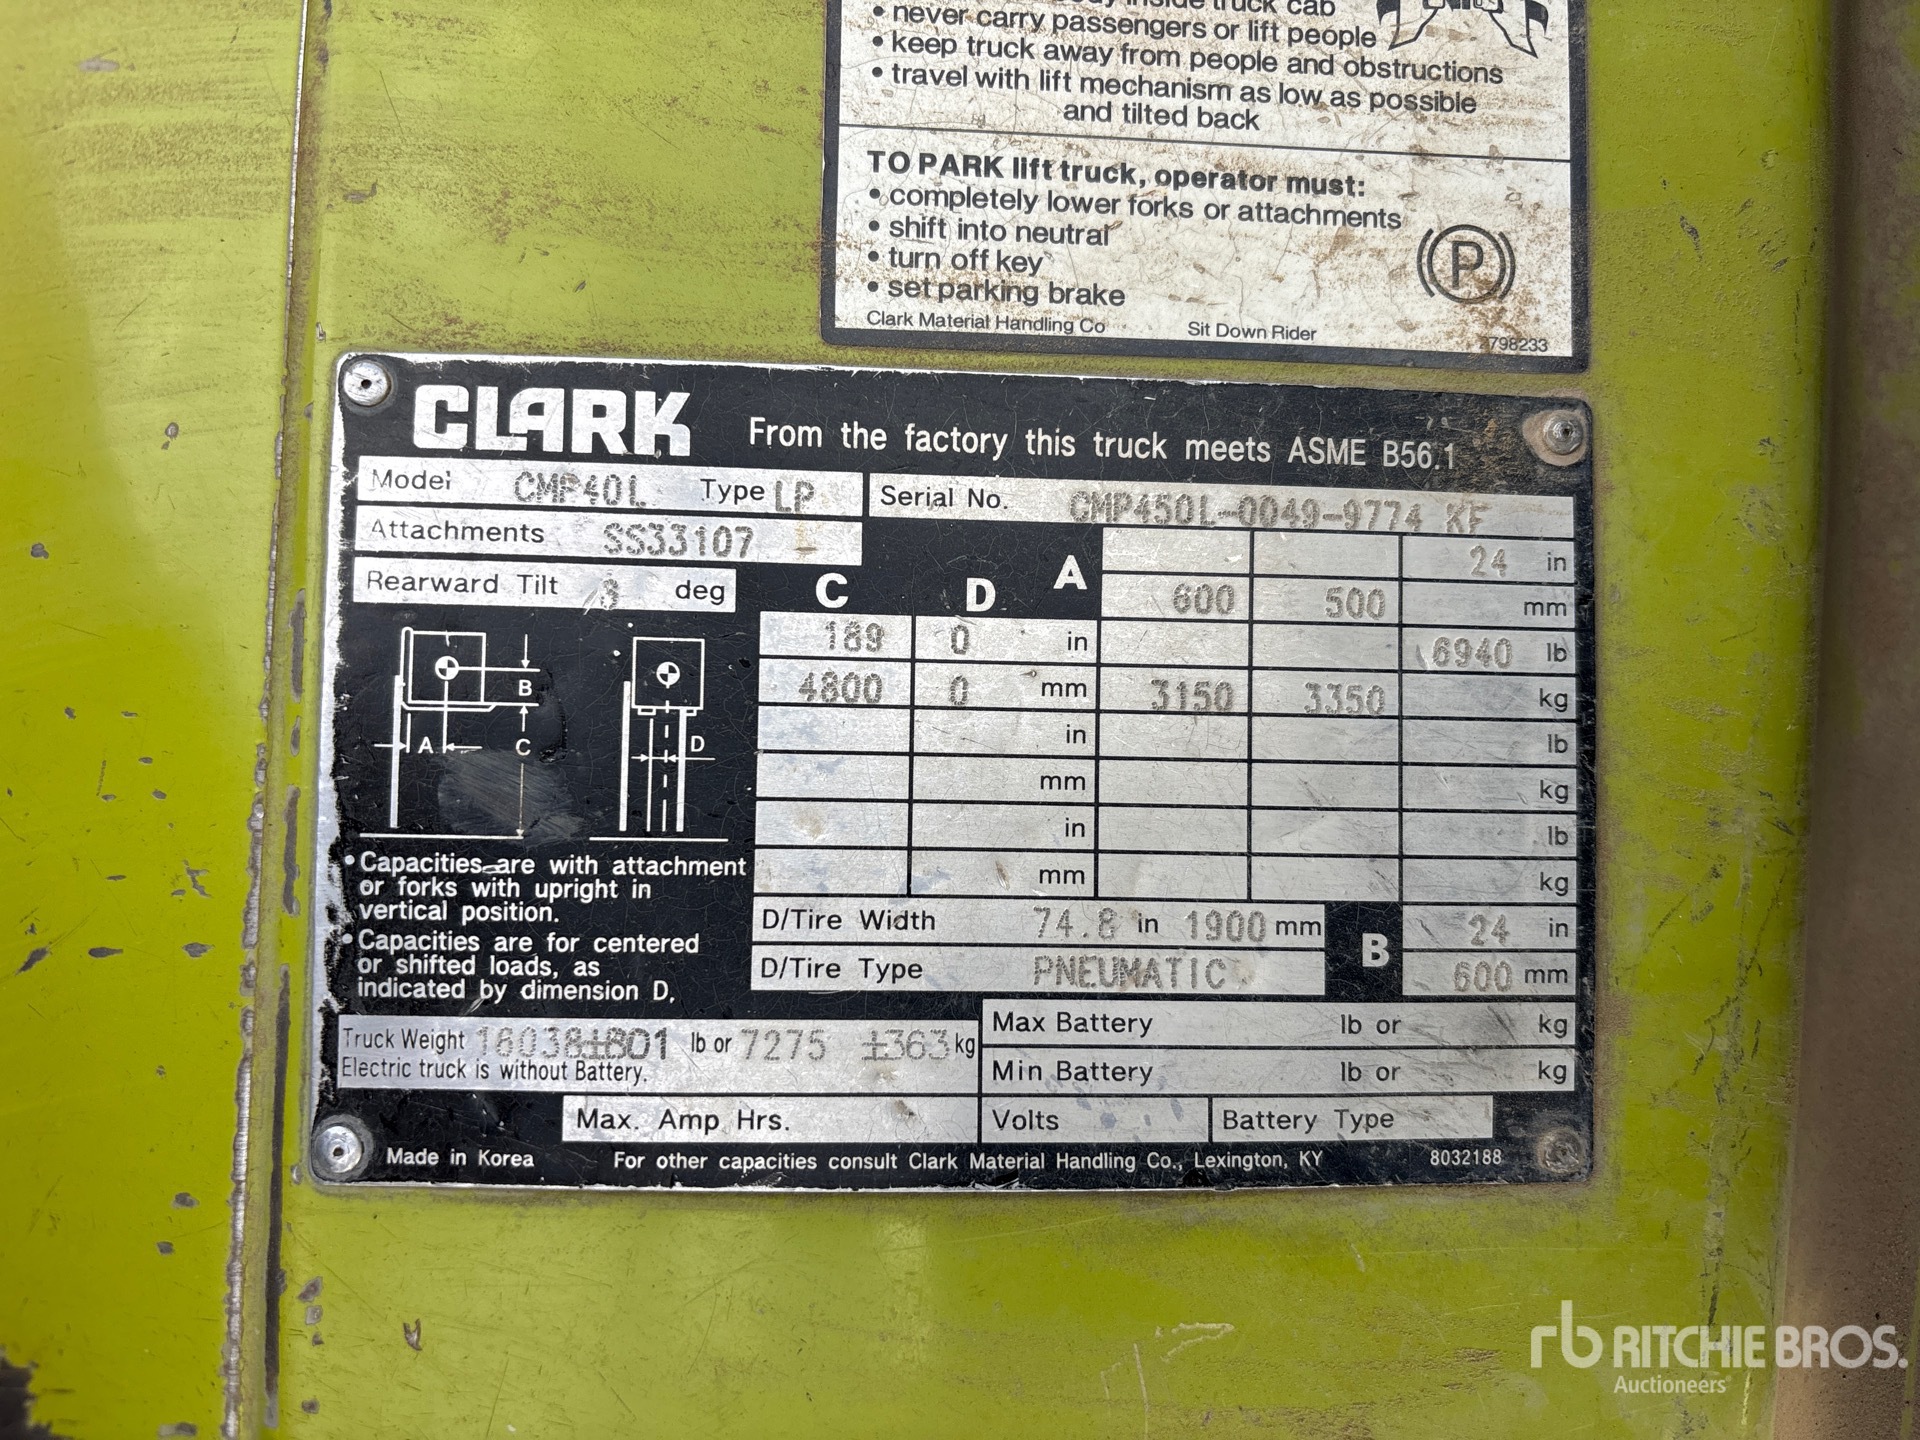 inside truck cab
• never carry passengers or lift people
• keep truck away from people and obstructions
• travel with lift mechanism as low as possible
and tilted back
TO PARK lift truck, operator must:
• completely lower forks or attachments
• shift into neutral
• turn off key
• set parking brake
P
Clark Material Handling Co Sit Down Rider 2798233
CLARK From the factory this truck meets ASME B56.1
Model CMP40L Type LP Serial No. CMP450L-0049-9774 KF
Attachments SS33107
Rearward Tilt deg
C D A
24 in
600 500 mm
189 0 in 6940 lb
4800 0 mm 3150 3350 kg
in lb
mm kg
in lb
mm kg
B
A C
D
• Capacities are with attachment
or forks with upright in
vertical position.
• Capacities are for centered
or shifted loads, as
indicated by dimension D.
D/Tire Width 74.8 in 1900 mm B 24 in
D/Tire Type PNEUMATIC 600 mm
Truck Weight 16038±801 lb or 7275 ±363 kg
Electric truck is without Battery.
Max Battery lb or kg
Min Battery lb or kg
Max. Amp Hrs. Volts Battery Type
Made in Korea For other capacities consult Clark Material Handling Co., Lexington, KY 8032188
rb RITCHIE BROS.
Auctioneers